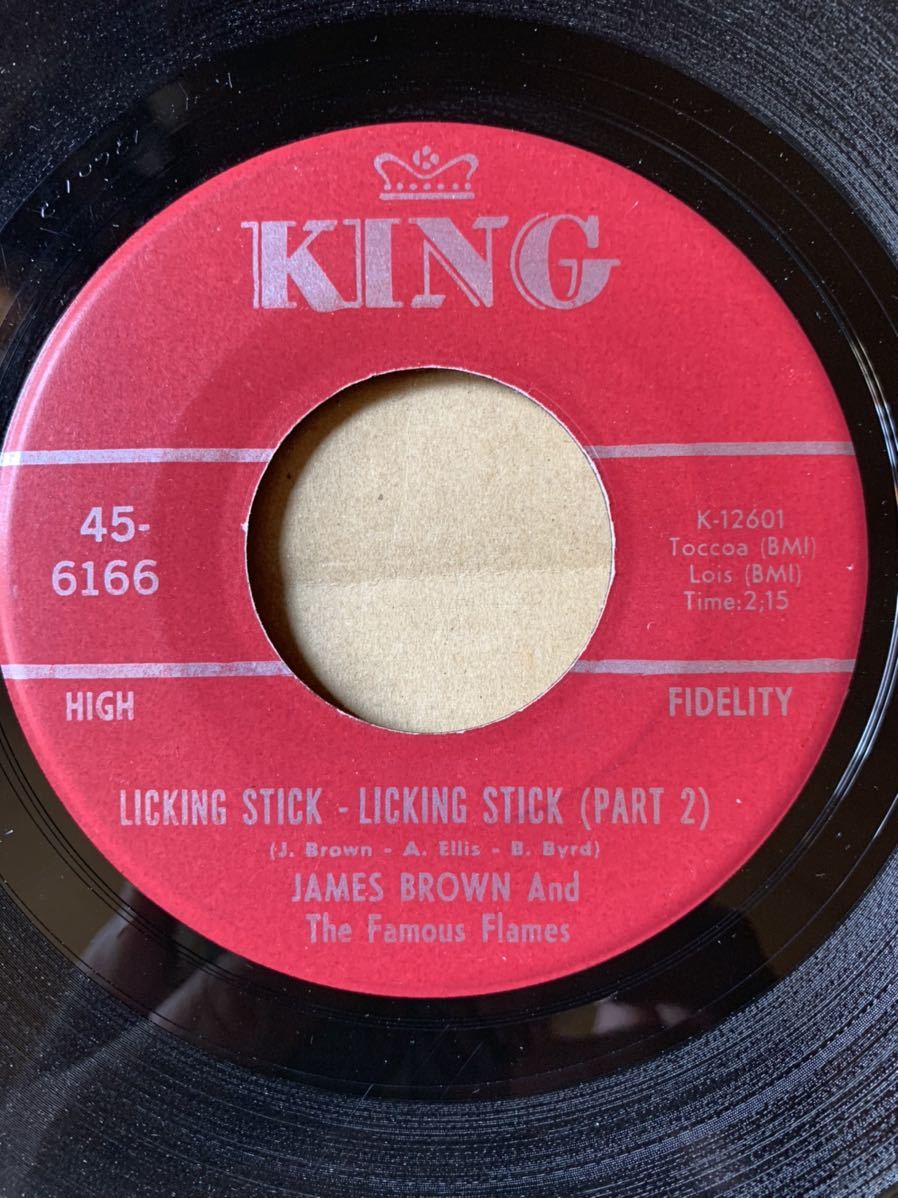 KING
45-
6166
K-12601
Toccoa (BMI)
Lois (BMI)
Time:2;15
HIGH
FIDELITY
LICKING STICK - LICKING STICK (PART 2)
(J. Brown - A. Ellis - B. Byrd)
JAMES BROWN And
The Famous Flames